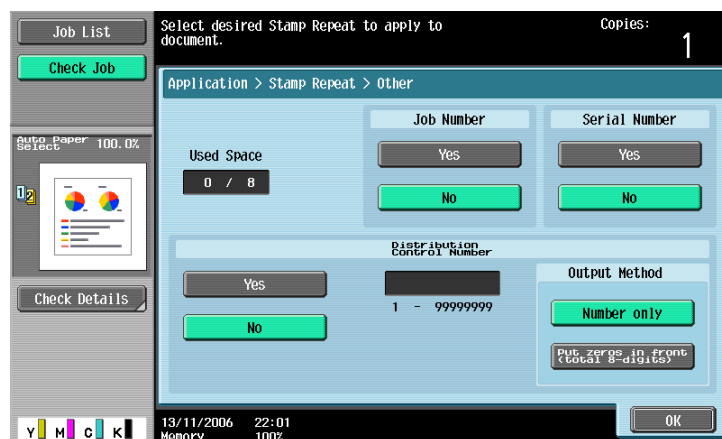 Job List
Check Job
Select desired Stamp Repeat to apply to
document.
Copies:
1
Application > Stamp Repeat > Other
Auto Paper
Select
100.0%
1 2
Check Details
Used Space
0 / 8
Job Number
Yes
No
Serial Number
Yes
No
Distribution
Control Number
Yes
No
1 - 99999999
Output Method
Number only
Put zeros in front
(total 8-digits)
Y M C K
13/11/2006 22:01
Memory 100%
OK